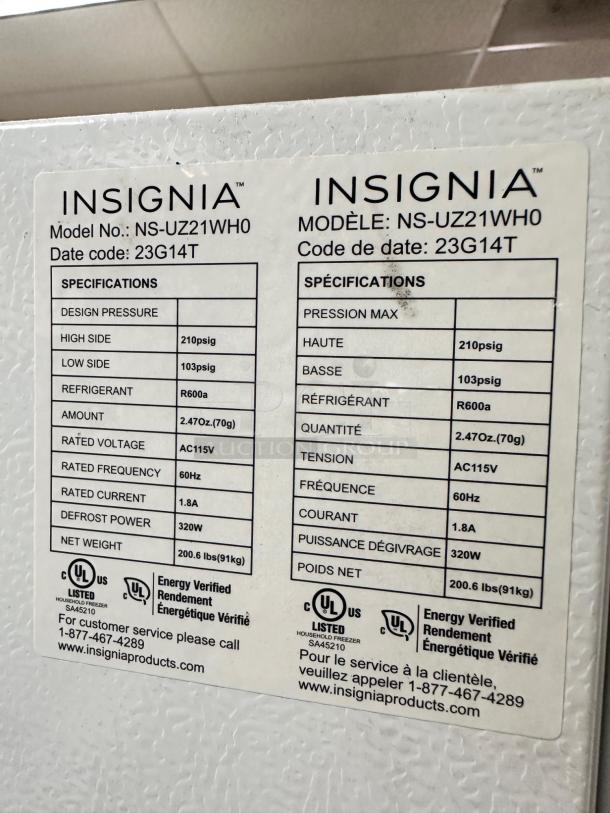 INSIGNIA™
Model No.: NS-UZ21WH0
Date code: 23G14T
SPECIFICATIONS
DESIGN PRESSURE
HIGH SIDE 210psig
LOW SIDE 103psig
REFRIGERANT R600a
AMOUNT 2.47Oz.(70g)
RATED VOLTAGE AC115V
RATED FREQUENCY 60Hz
RATED CURRENT 1.8A
DEFROST POWER 320W
NET WEIGHT 200.6 lbs(91kg)
C UL US
LISTED
HOUSEHOLD FREEZER
SA45210
C UL
Energy Verified
Rendement
Énergétique Vérifié
For customer service please call
1-877-467-4289
www.insigniaproducts.com
INSIGNIA™
MODÈLE: NS-UZ21WH0
Code de date: 23G14T
SPÉCIFICATIONS
PRESSION MAX
HAUTE 210psig
BASSE 103psig
RÉFRIGÉRANT R600a
QUANTITÉ 2.47Oz.(70g)
TENSION AC115V
FRÉQUENCE 60Hz
COURANT 1.8A
PUISSANCE DÉGIVRAGE 320W
POIDS NET 200.6 lbs(91kg)
C UL US
LISTED
HOUSEHOLD FREEZER
SA45210
C UL
Energy Verified
Rendement
Énergétique Vérifié
Pour le service à la clientèle,
veuillez appeler 1-877-467-4289
www.insigniaproducts.com